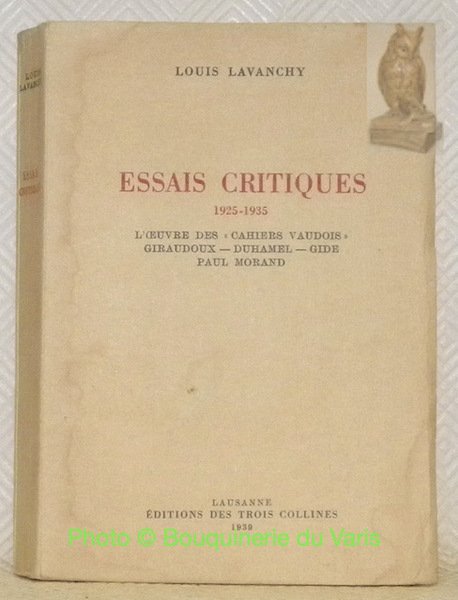 LOUIS LAVANCHY
ESSAIS CRITIQUES
1925-1935
L'ŒUVRE DES « CAHIERS VAUDOIS »
GIRAUDOUX — DUHAMEL — GIDE
PAUL MORAND
LAUSANNE
ÉDITIONS DES TROIS COLLINES
1939
LOUIS
LAVANCHY
ESSAIS
CRITIQUES
Photo © Bouquinerie du Varis